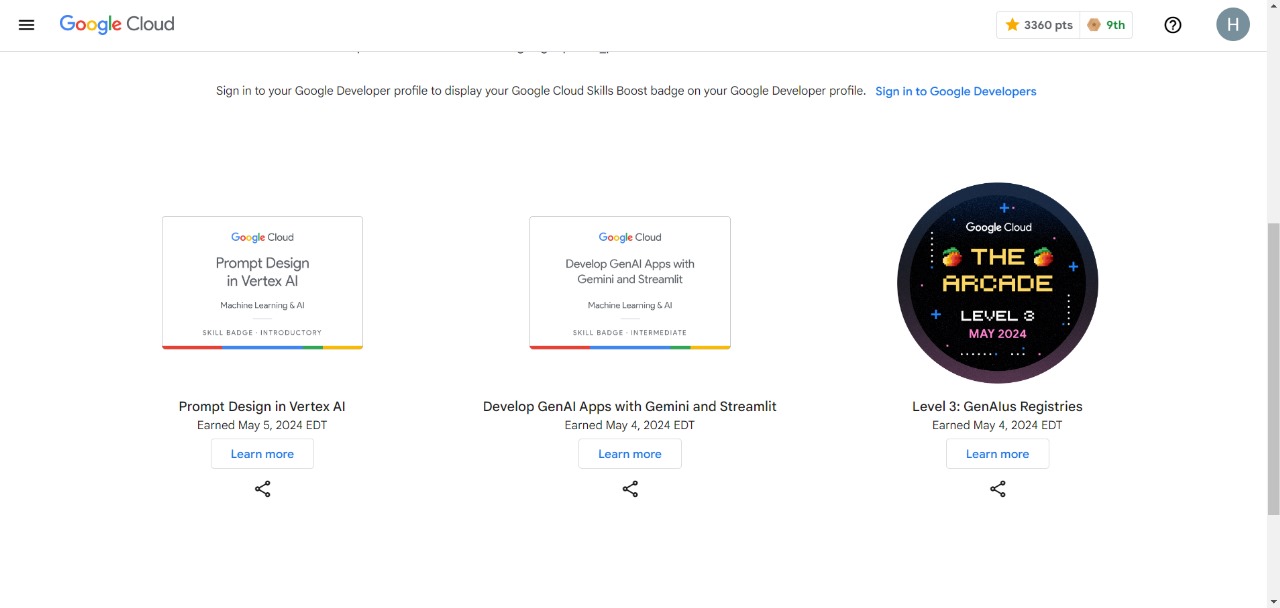 Google Cloud
3360 pts
9th
H
Sign in to your Google Developer profile to display your Google Cloud Skills Boost badge on your Google Developer profile. Sign in to Google Developers
Google Cloud
Prompt Design
in Vertex AI
Machine Learning & AI
SKILL BADGE · INTRODUCTORY
Prompt Design in Vertex AI
Earned May 5, 2024 EDT
Learn more
Google Cloud
Develop GenAI Apps with
Gemini and Streamlit
Machine Learning & AI
SKILL BADGE · INTERMEDIATE
Develop GenAI Apps with Gemini and Streamlit
Earned May 4, 2024 EDT
Learn more
Google Cloud
THE
ARCADE
LEVEL 3
MAY 2024
Level 3: GenAIus Registries
Earned May 4, 2024 EDT
Learn more